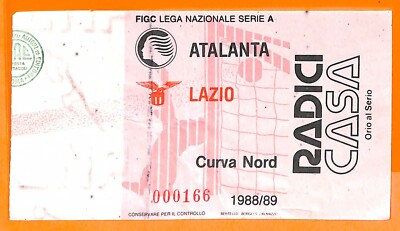 FIGC LEGA NAZIONALE SERIE A
ATALANTA
LAZIO
Curva Nord
000166
1988/89
CONSERVARE PER IL CONTROLLO
RADICI
CASA
Orio al Serio